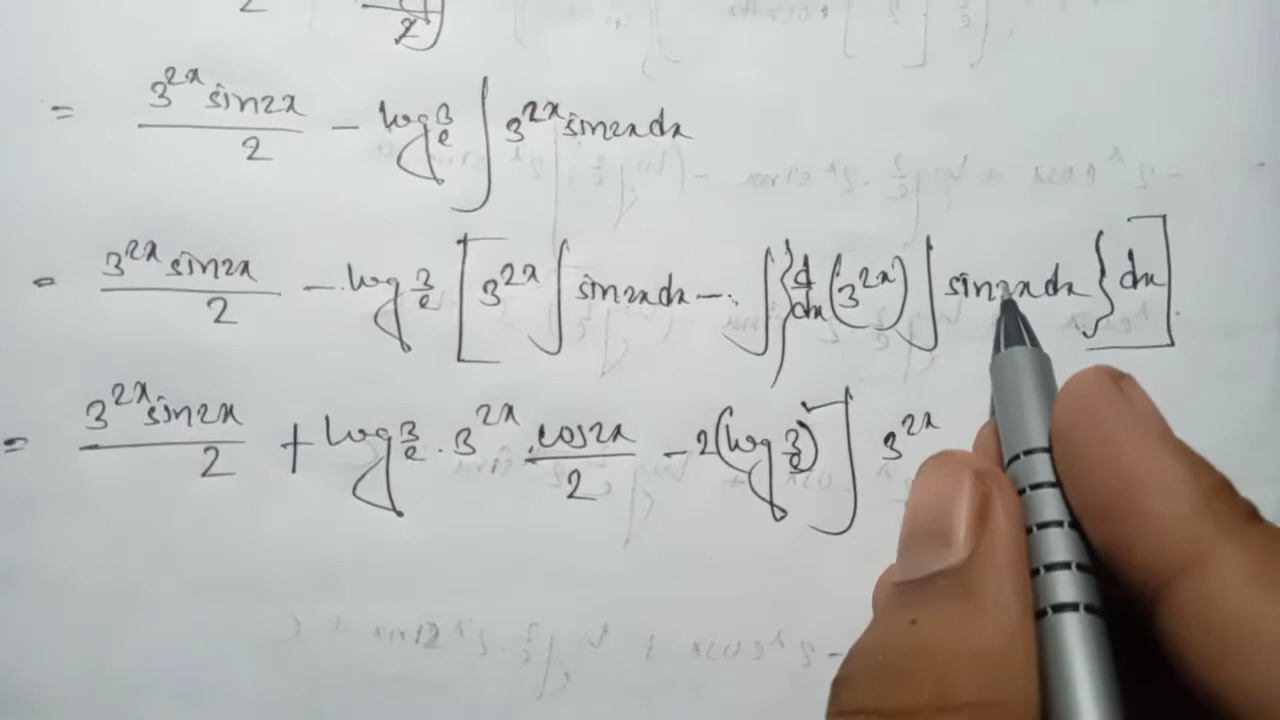 2 2
= 3^{2x} sin2x / 2 - log_e 3 ∫ 3^{2x} sin2x dx
= 3^{2x} sin2x / 2 - log_e 3 [ 3^{2x} ∫ sin2x dx - ∫ { d/dx (3^{2x}) ∫ sin2x dx } dx ]
= 3^{2x} sin2x / 2 + log_e 3 . 3^{2x} . cos2x / 2 - 2(log_e 3) ∫ 3^{2x}